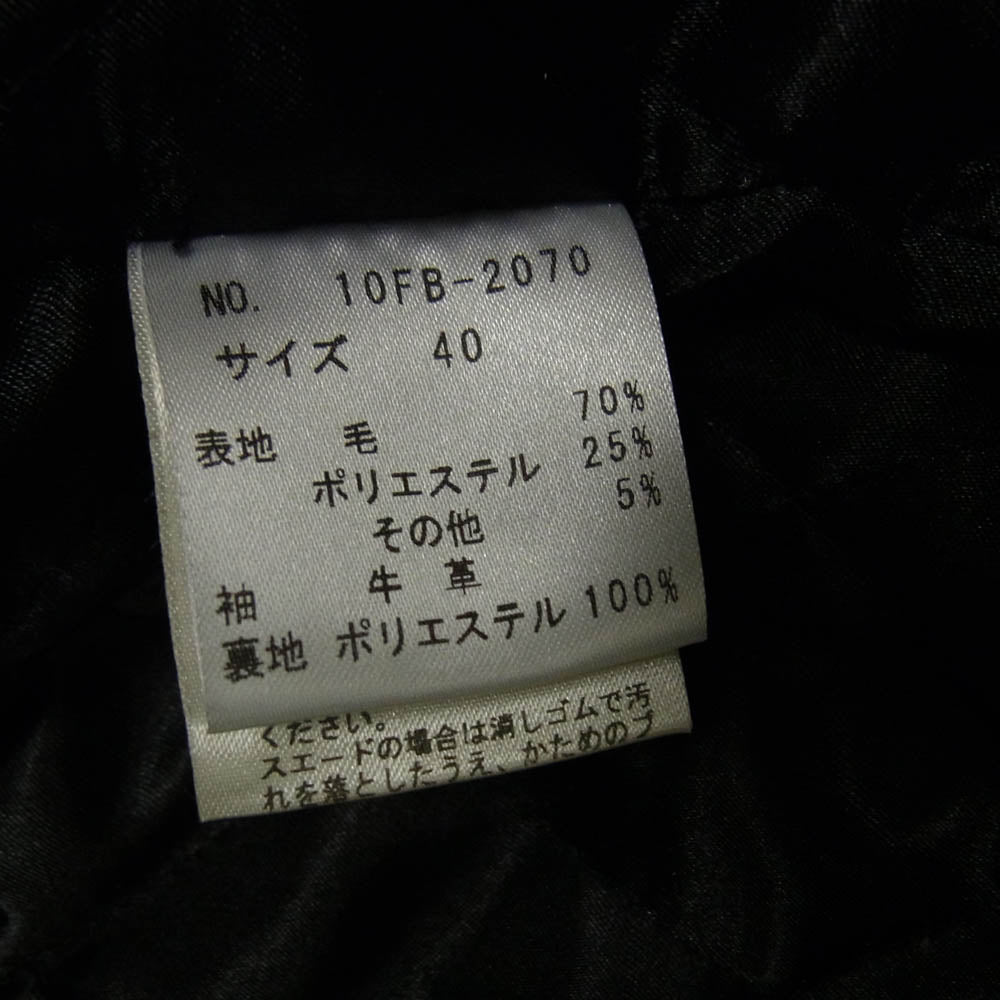 NO. 10FB-2070
サイズ 40
表地 毛 70%
ポリエステル 25%
その他 5%
袖 牛革
裏地 ポリエステル 100%
ください。
スエードの場合は消しゴムで汚
れを落としたうえ、かためのブ